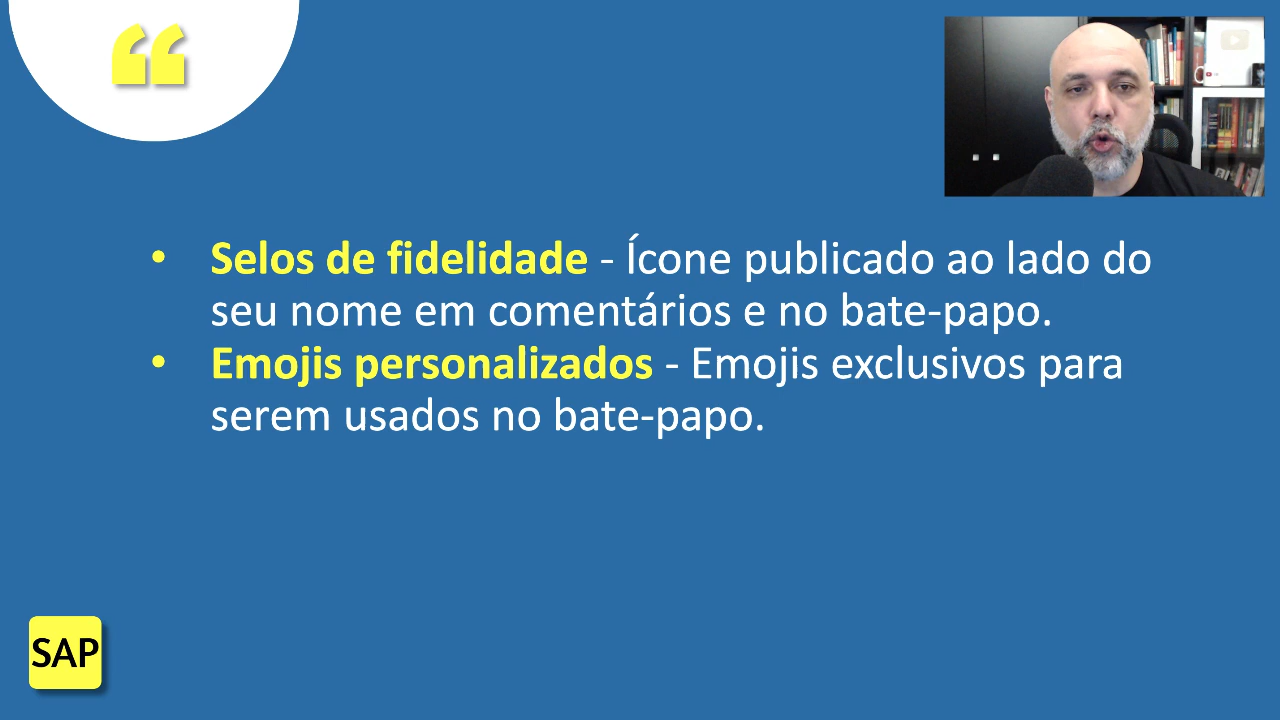 • Selos de fidelidade - Ícone publicado ao lado do
seu nome em comentários e no bate-papo.
• Emojis personalizados - Emojis exclusivos para
serem usados no bate-papo.
SAP